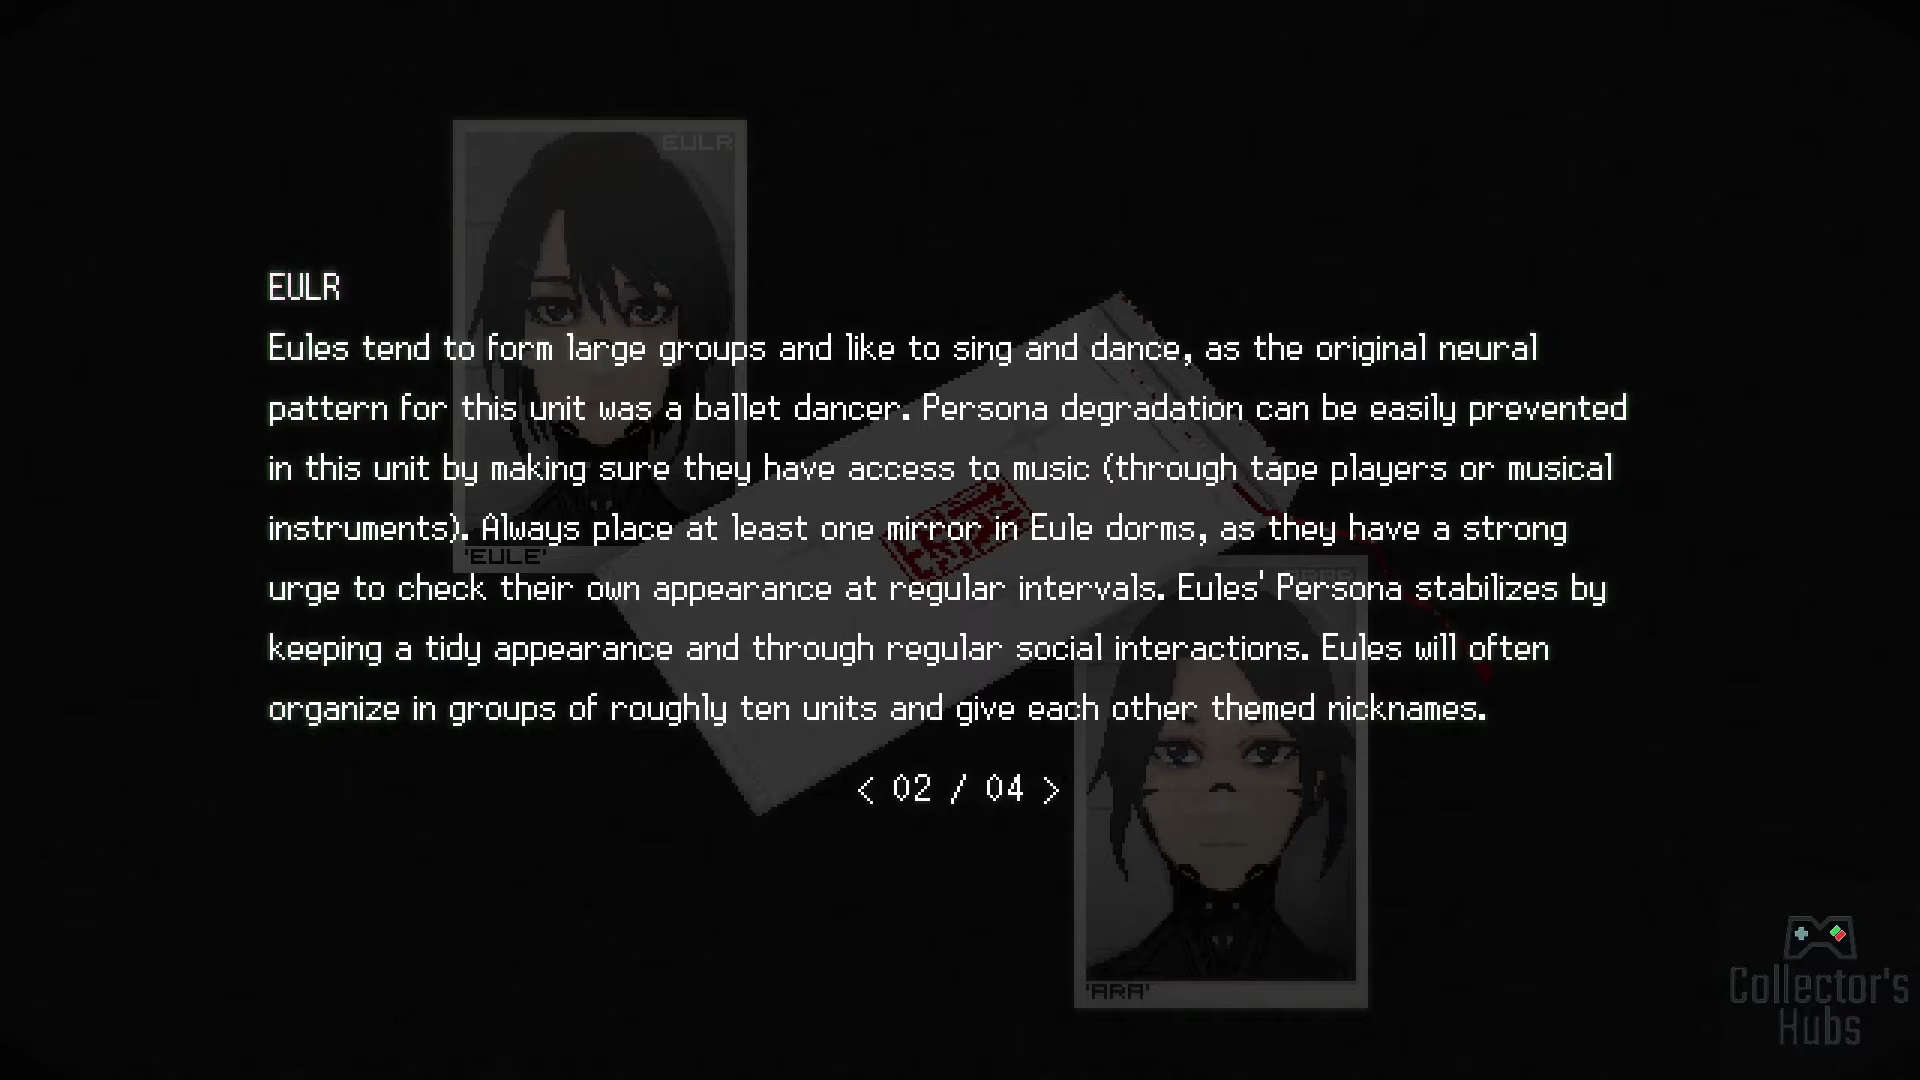 EULR
EULR
Eules tend to form large groups and like to sing and dance, as the original neural
pattern for this unit was a ballet dancer. Persona degradation can be easily prevented
in this unit by making sure they have access to music (through tape players or musical
instruments). Always place at least one mirror in Eule dorms, as they have a strong
'EULE'
urge to check their own appearance at regular intervals. Eules' Persona stabilizes by
keeping a tidy appearance and through regular social interactions. Eules will often
organize in groups of roughly ten units and give each other themed nicknames.
< 02 / 04 >
'ARA'
Collector's
Hubs